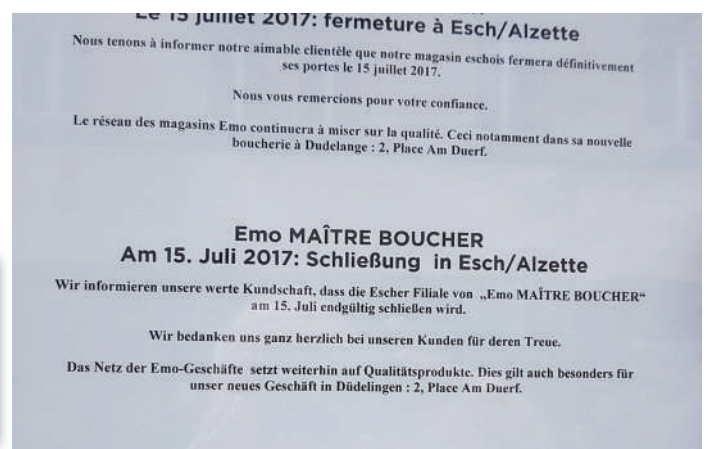 Le 15 juillet 2017: fermeture à Esch/Alzette
Nous tenons à informer notre aimable clientèle que notre magasin eschois fermera définitivement
ses portes le 15 juillet 2017.
Nous vous remercions pour votre confiance.
Le réseau des magasins Emo continuera à miser sur la qualité. Ceci notamment dans sa nouvelle
boucherie à Dudelange : 2, Place Am Duerf.
Emo MAÎTRE BOUCHER
Am 15. Juli 2017: Schließung in Esch/Alzette
Wir informieren unsere werte Kundschaft, dass die Escher Filiale von „Emo MAÎTRE BOUCHER“
am 15. Juli endgültig schließen wird.
Wir bedanken uns ganz herzlich bei unseren Kunden für deren Treue.
Das Netz der Emo-Geschäfte setzt weiterhin auf Qualitätsprodukte. Dies gilt auch besonders für
unser neues Geschäft in Düdelingen : 2, Place Am Duerf.